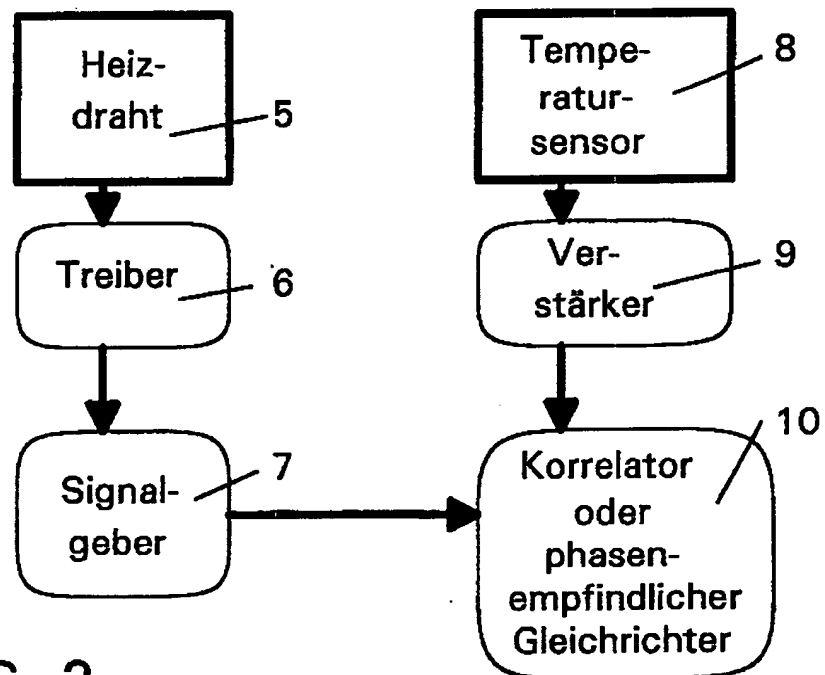 Heiz-
draht
5
Treiber
6
Signal-
geber
7
Tempe-
ratur-
sensor
8
Ver-
stärker
9
Korrelator
oder
phasen-
empfindlicher
Gleichrichter
10